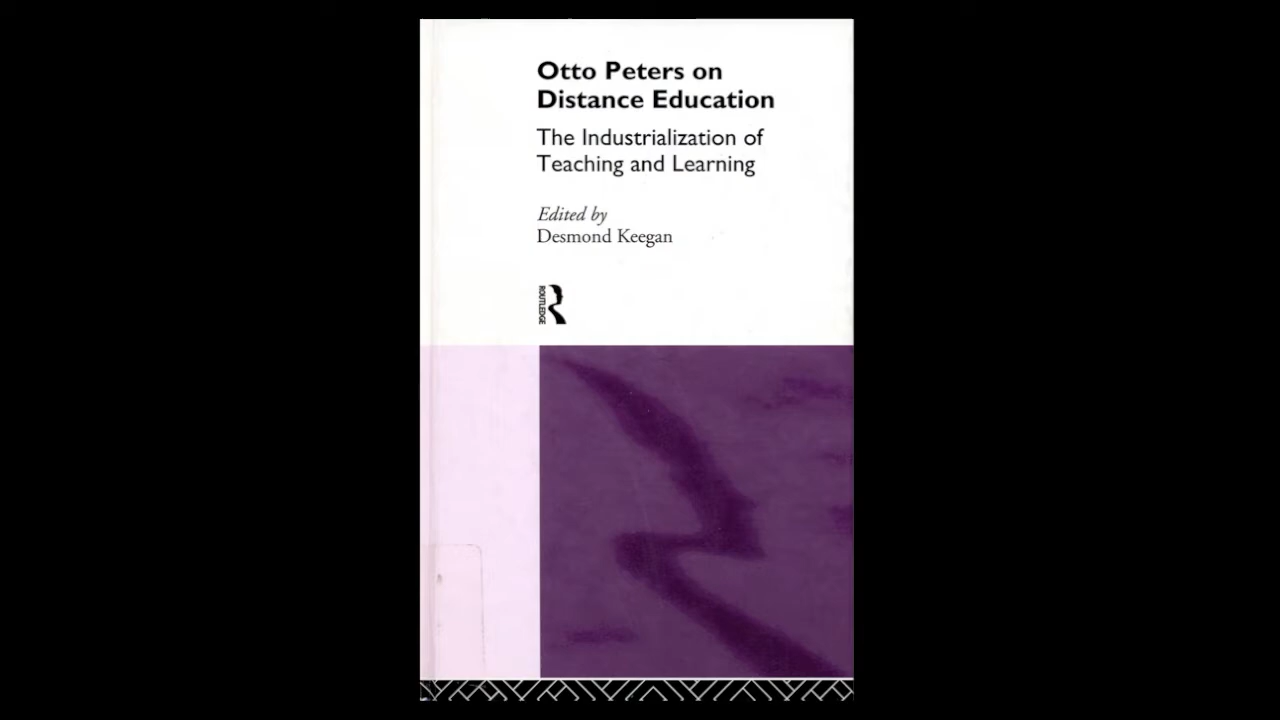 Otto Peters on
Distance Education
The Industrialization of
Teaching and Learning
Edited by
Desmond Keegan
ROUTLEDGE